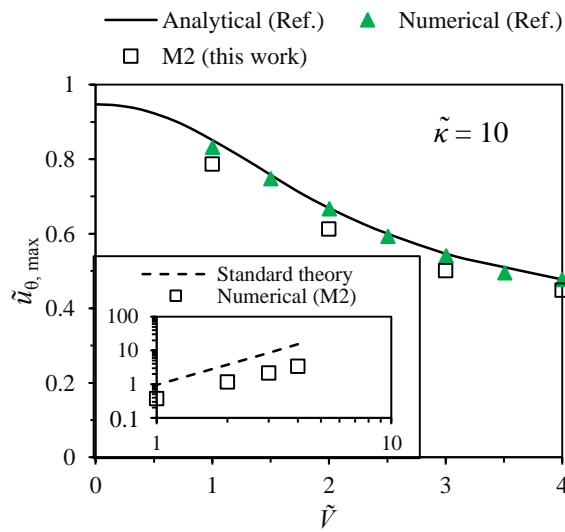 Analytical (Ref.) Numerical (Ref.)
M2 (this work)
1
κ̃ = 10
0.8
0.6
ũθ, max
0.4
0.2
0
Standard theory
Numerical (M2)
100
10
1
0.1
1 10
0 1 2 3 4
Ṽ